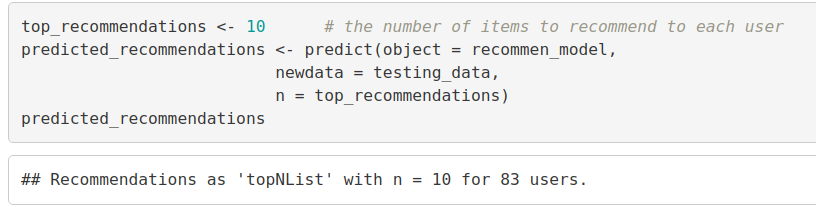 top_recommendations <- 10      # the number of items to recommend to each user
predicted_recommendations <- predict(object = recommen_model,
                          newdata = testing_data,
                          n = top_recommendations)
predicted_recommendations
## Recommendations as 'topNList' with n = 10 for 83 users.